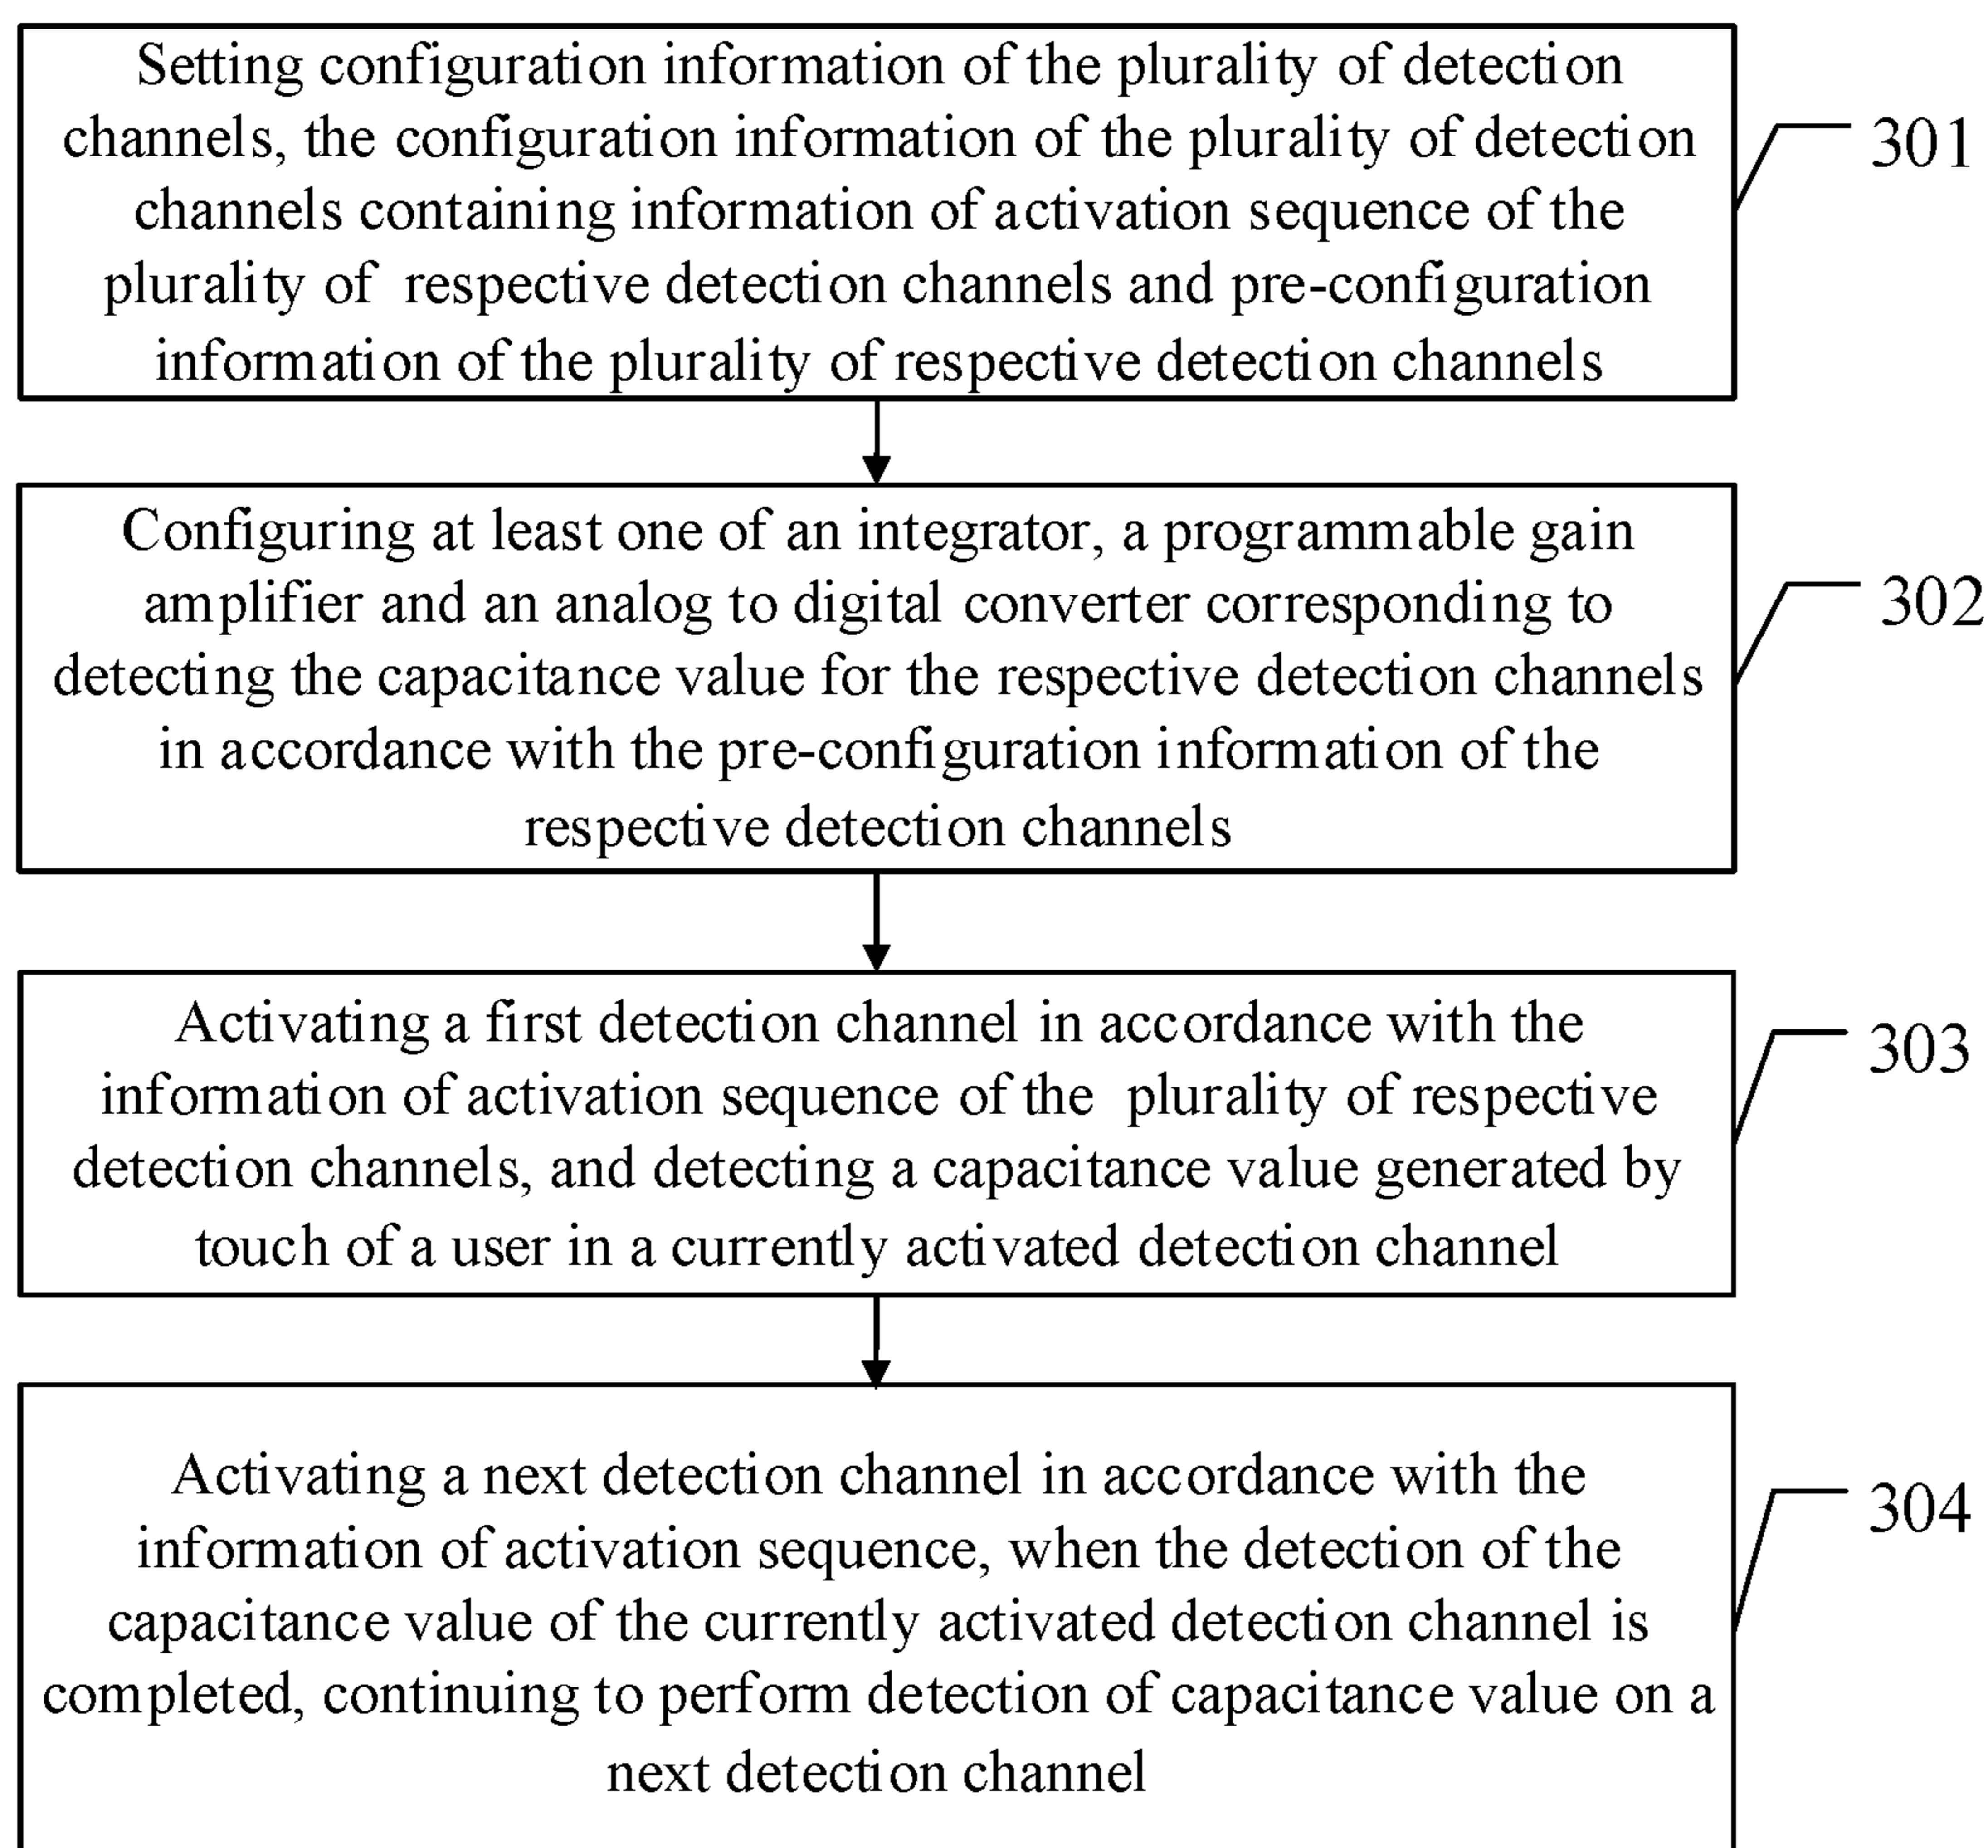 Setting configuration information of the plurality of detection
channels, the configuration information of the plurality of detection
channels containing information of activation sequence of the
plurality of respective detection channels and pre-configuration
information of the plurality of respective detection channels
301
Configuring at least one of an integrator, a programmable gain
amplifier and an analog to digital converter corresponding to
detecting the capacitance value for the respective detection channels
in accordance with the pre-configuration information of the
respective detection channels
302
Activating a first detection channel in accordance with the
information of activation sequence of the plurality of respective
detection channels, and detecting a capacitance value generated by
touch of a user in a currently activated detection channel
303
Activating a next detection channel in accordance with the
information of activation sequence, when the detection of the
capacitance value of the currently activated detection channel is
completed, continuing to perform detection of capacitance value on a
next detection channel
304